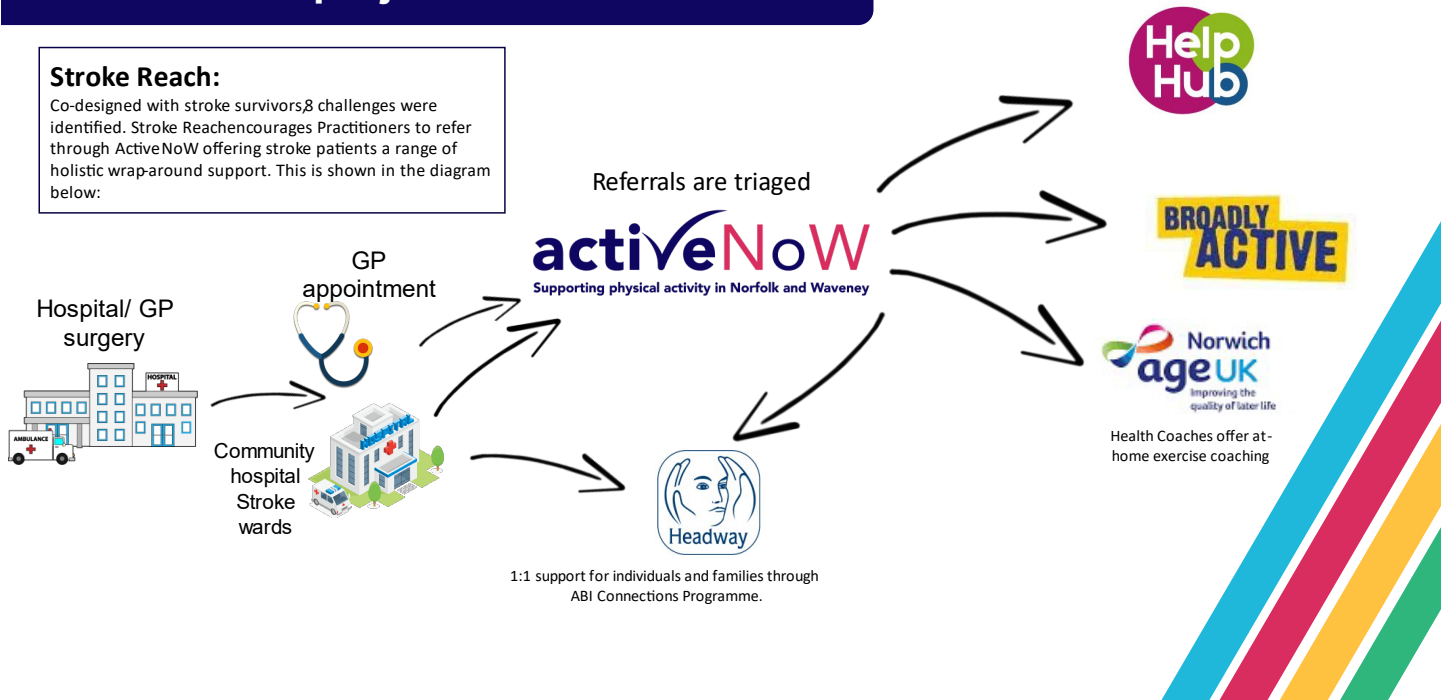 Stroke Reach:
Co-designed with stroke survivors,8 challenges were
identified. Stroke Reachencourages Practitioners to refer
through ActiveNoW offering stroke patients a range of
holistic wrap-around support. This is shown in the diagram
below:
Hospital/ GP
surgery
HOSPITAL
AMBULANCE
GP
appointment
Community
hospital
Stroke
wards
Referrals are triaged
activeNoW
Supporting physical activity in Norfolk and Waveney
Headway
1:1 support for individuals and families through
ABI Connections Programme.
Help
Hub
BROADLY
ACTIVE
Norwich
age UK
Improving the
quality of later life
Health Coaches offer at-
home exercise coaching